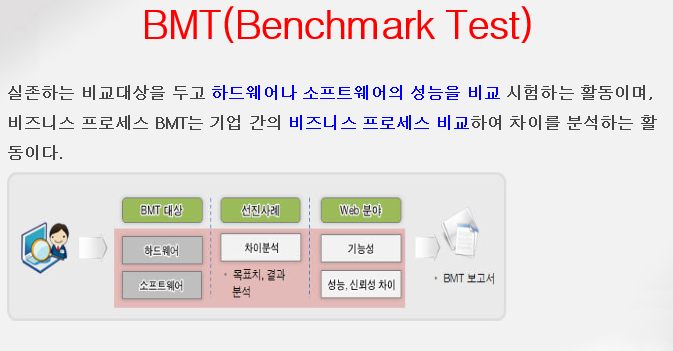 BMT(Benchmark Test)
실존하는 비교대상을 두고 하드웨어나 소프트웨어의 성능을 비교 시험하는 활동이며,
비즈니스 프로세스 BMT는 기업 간의 비즈니스 프로세스 비교하여 차이를 분석하는 활
동이다.
BMT 대상
선진사례
Web 분야
하드웨어
차이분석
기능성
• 목표치, 결과
분석
소프트웨어
성능, 신뢰성 차이
• BMT 보고서